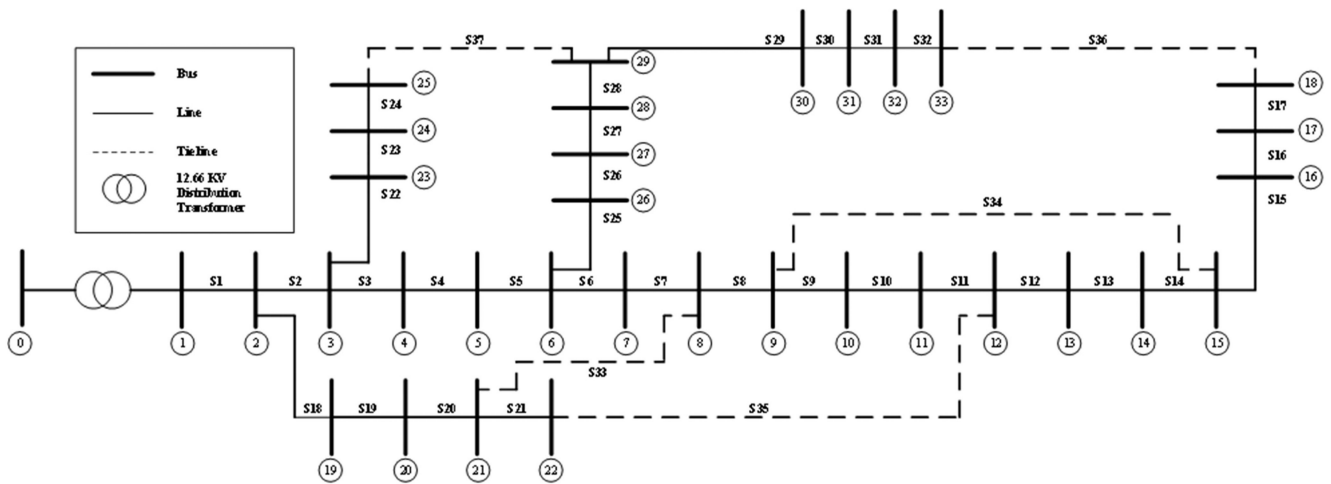 S37
S29
S30
S31
S32
S36
29
Bus
25
S28
18
S24
30
31
32
33
S17
Line
28
24
S27
17
S23
Tieline
27
S16
23
S26
16
12.66 KV
Distribution
Transformer
S22
26
S15
S25
S34
S1
S2
S3
S4
S5
S6
S7
S8
S9
S10
S11
S12
S13
S14
0
1
2
3
4
5
6
7
8
9
10
11
12
13
14
15
S33
S18
S19
S20
S21
S35
19
20
21
22